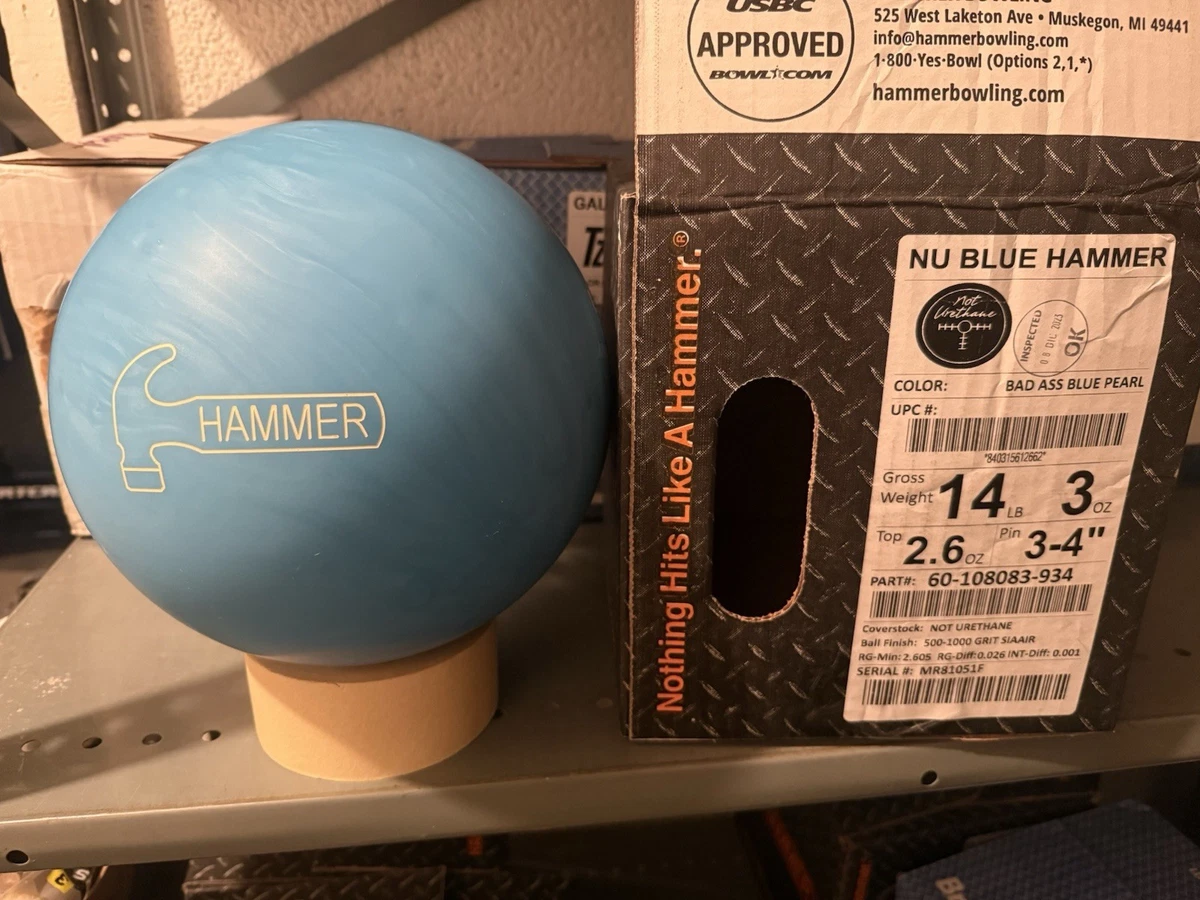 HAMMER
GAL
USBC
APPROVED
BOWL.COM
525 West Laketon Ave • Muskegon, MI 49441
info@hammerbowling.com
1-800-Yes-Bowl (Options 2,1,*)
hammerbowling.com
Nothing Hits Like A Hammer.®
NU BLUE HAMMER
Not
Urethane
INSPECTED
OK
COLOR: BAD ASS BLUE PEARL
UPC #:
*840315612662*
Gross
Weight 14 LB 3 OZ
Top 2.6 OZ Pin 3-4"
PART#: 60-108083-934
Coverstock: NOT URETHANE
Ball Finish: 500-1000 GRIT SIAAIR
RG-Min: 2.605 RG-Diff:0.026 INT-Diff: 0.001
SERIAL #: MR81051F